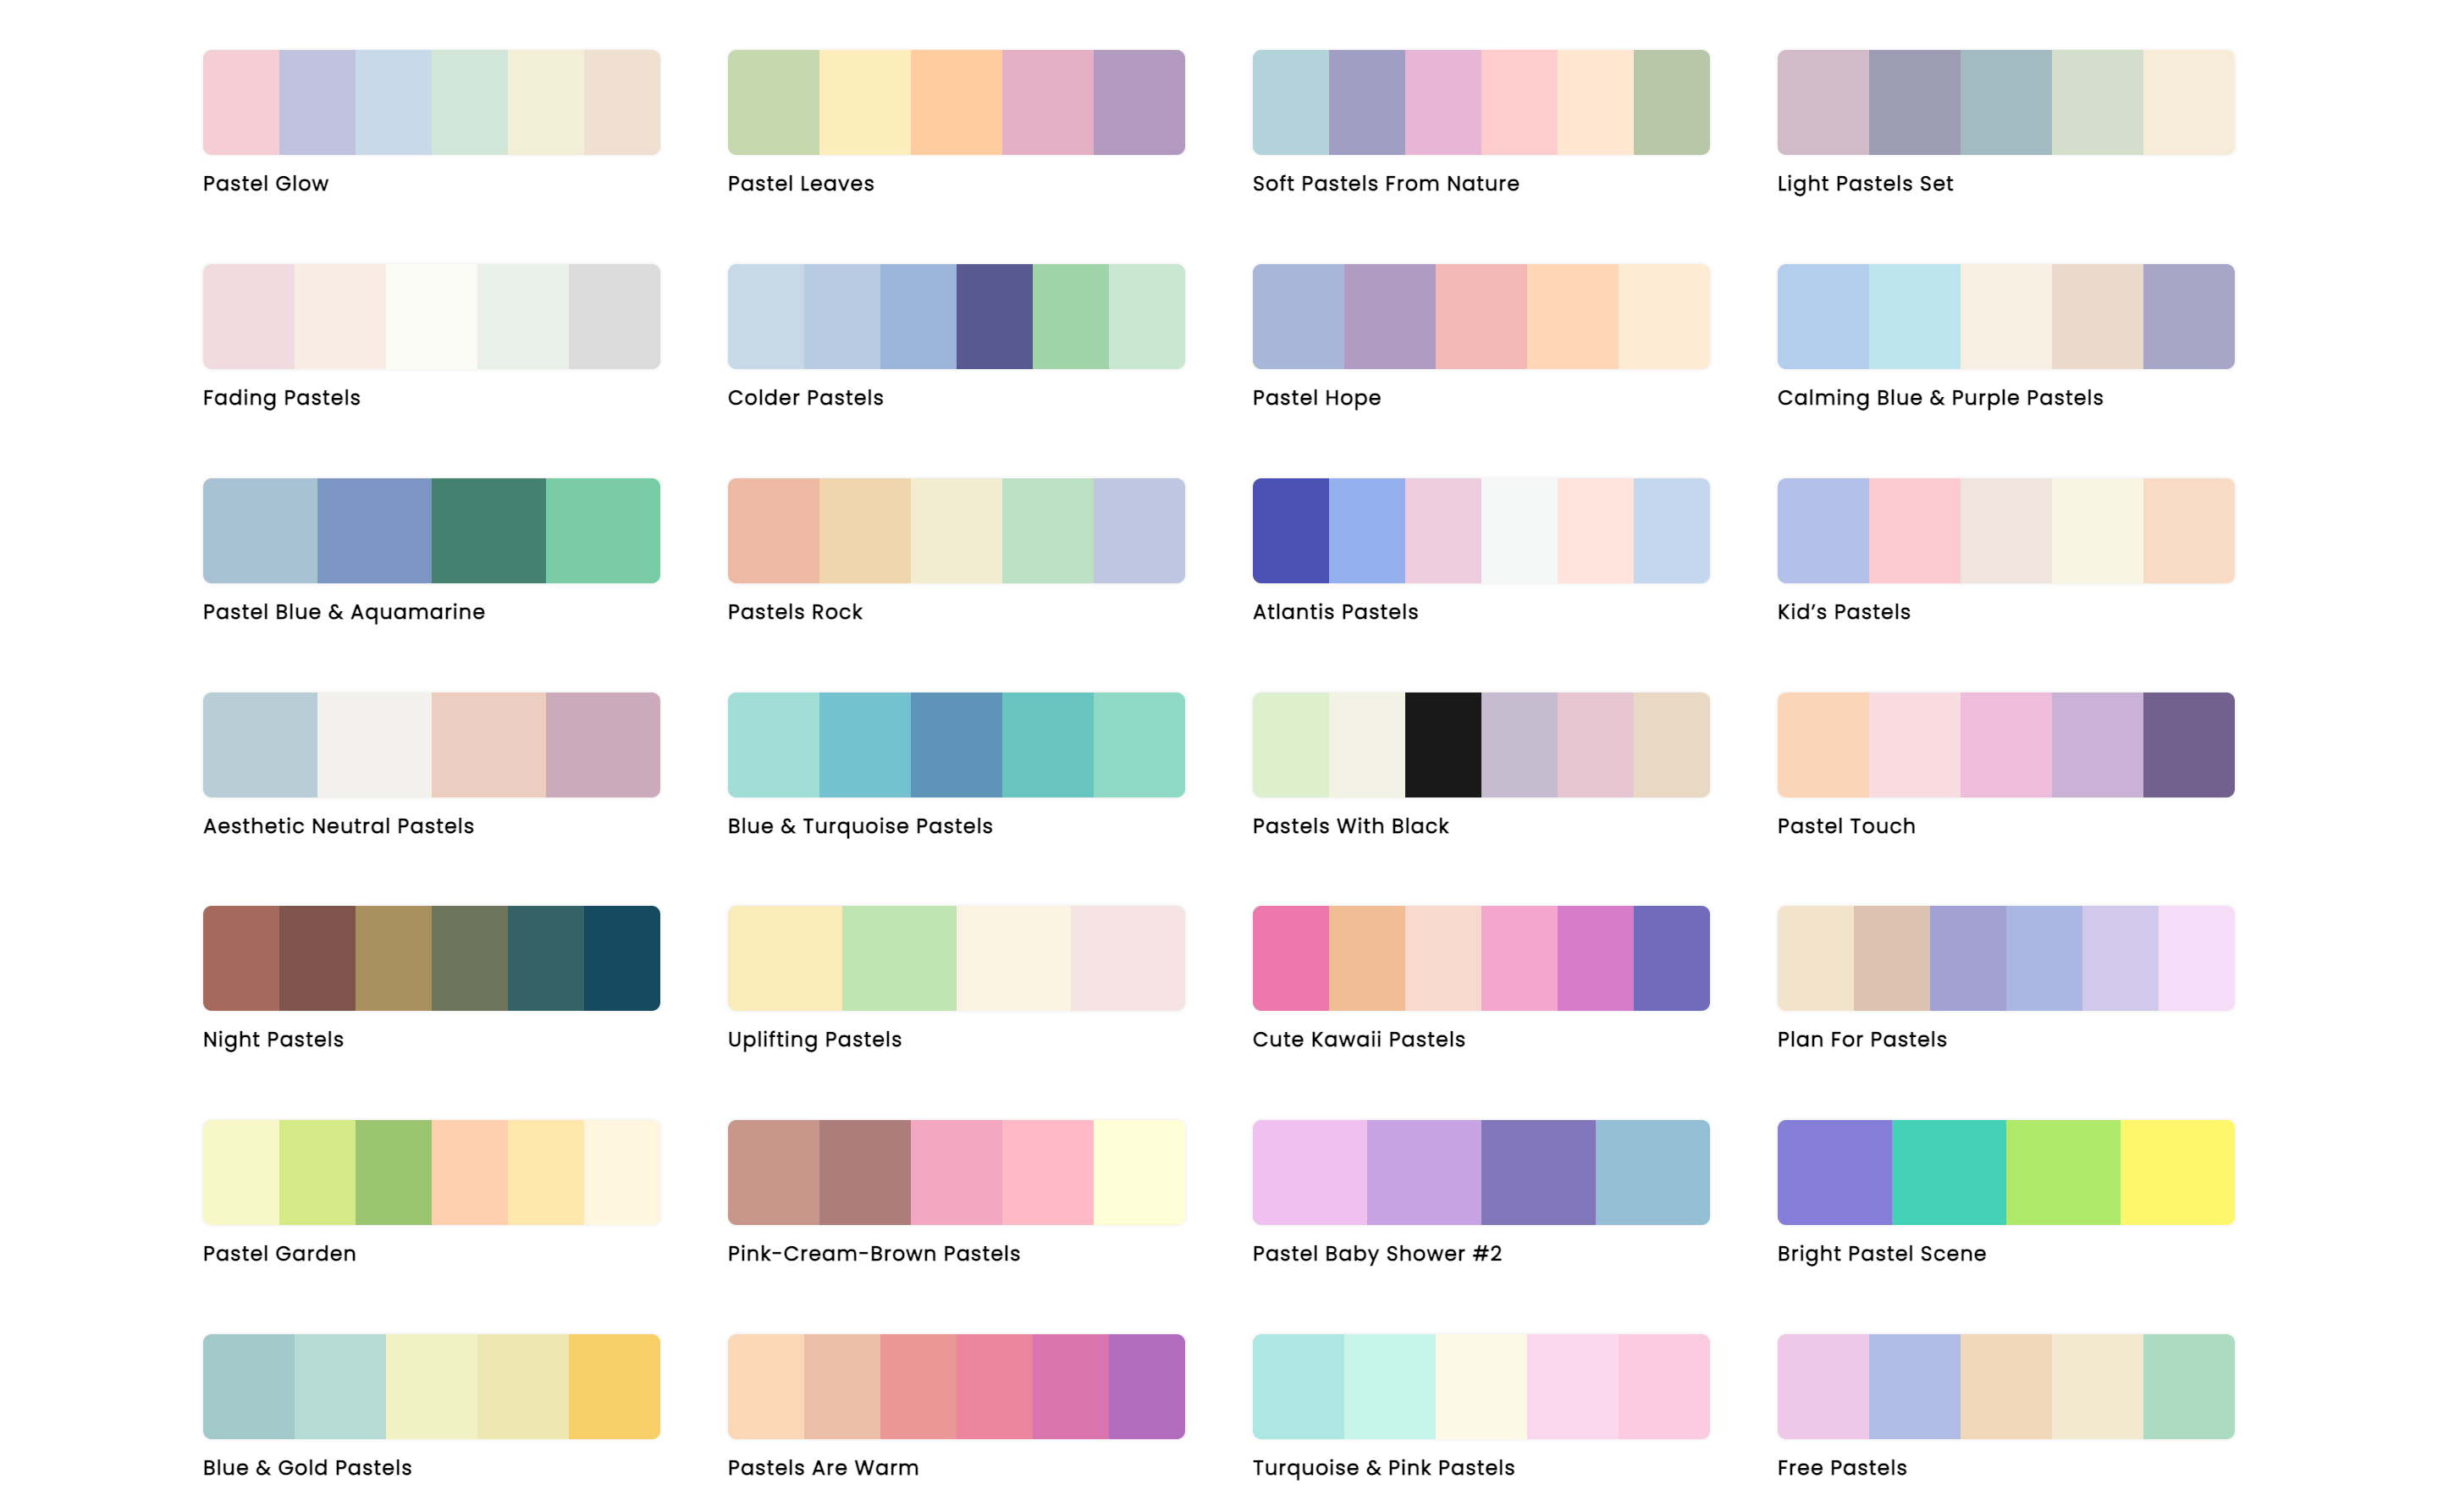 Pastel Glow
Pastel Leaves
Soft Pastels From Nature
Light Pastels Set
Fading Pastels
Colder Pastels
Pastel Hope
Calming Blue & Purple Pastels
Pastel Blue & Aquamarine
Pastels Rock
Atlantis Pastels
Kid’s Pastels
Aesthetic Neutral Pastels
Blue & Turquoise Pastels
Pastels With Black
Pastel Touch
Night Pastels
Uplifting Pastels
Cute Kawaii Pastels
Plan For Pastels
Pastel Garden
Pink-Cream-Brown Pastels
Pastel Baby Shower #2
Bright Pastel Scene
Blue & Gold Pastels
Pastels Are Warm
Turquoise & Pink Pastels
Free Pastels